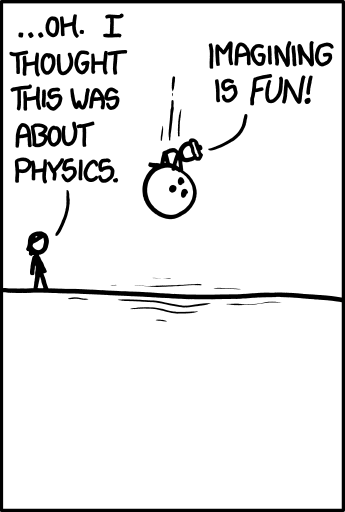 ...OH. I
THOUGHT
THIS WAS
ABOUT
PHYSICS.
IMAGINING
IS FUN!